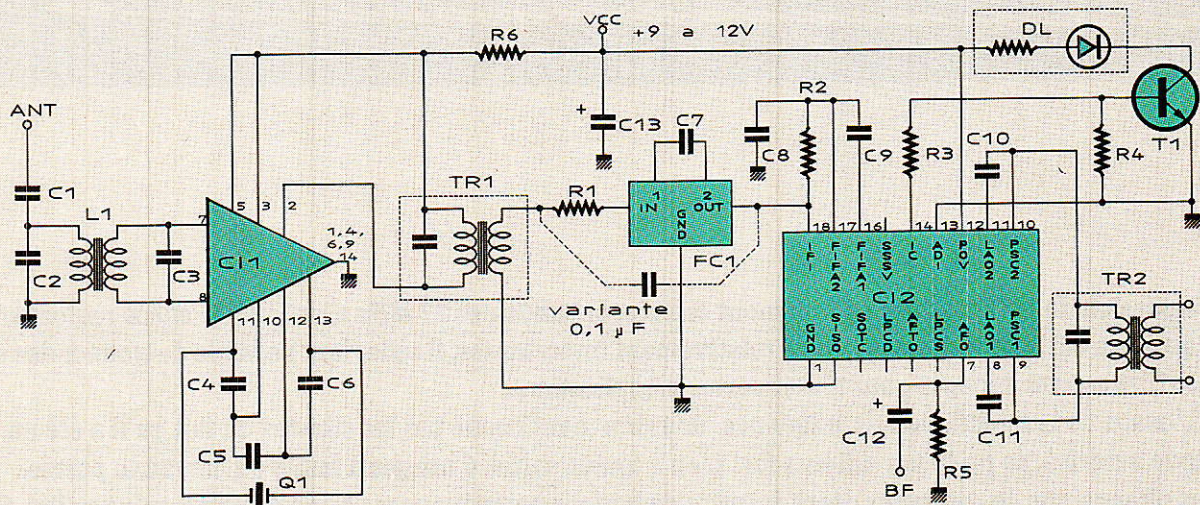 VCC
+9 a 12V
R6
DL
ANT
C13
C7
R2
C8
C9
R3
C10
R4
T1
C1
L1
C2
C3
7
8
5
3
2
CI1
1,4,
6,9
14
11
10
12
13
TR1
R1
1
2
IN
GND
OUT
FC1
variante
0,1 µF
18
17
16
14
13
12
11
10
IFI
FIFA2
FIFA1
SSSV
IC
ADI
POV
LAO2
PSC2
CI2
GND
SISO
SOTC
LPCD
AFTO
LPCS
AFO
LAO1
PSC1
1
7
8
9
TR2
C4
C6
C5
Q1
C12
C11
R5
BF